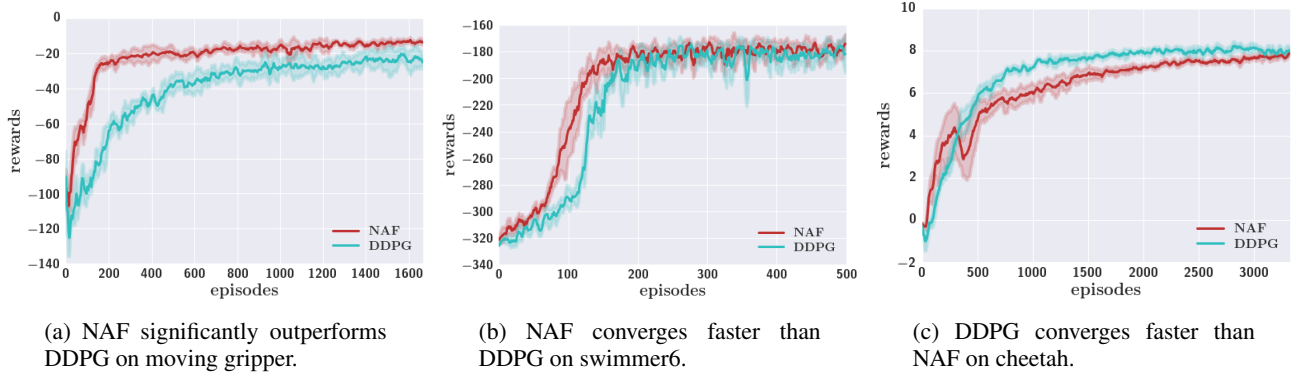 0
−20
−40
−60
−80
−100
−120
−140
rewards
0 200 400 600 800 1000 1200 1400 1600
episodes
NAF
DDPG
(a) NAF significantly outperforms
DDPG on moving gripper.
−160
−180
−200
−220
−240
−260
−280
−300
−320
−340
rewards
0 100 200 300 400 500
episodes
NAF
DDPG
(b) NAF converges faster than
DDPG on swimmer6.
10
8
6
4
2
0
−2
rewards
0 500 1000 1500 2000 2500 3000
episodes
NAF
DDPG
(c) DDPG converges faster than
NAF on cheetah.